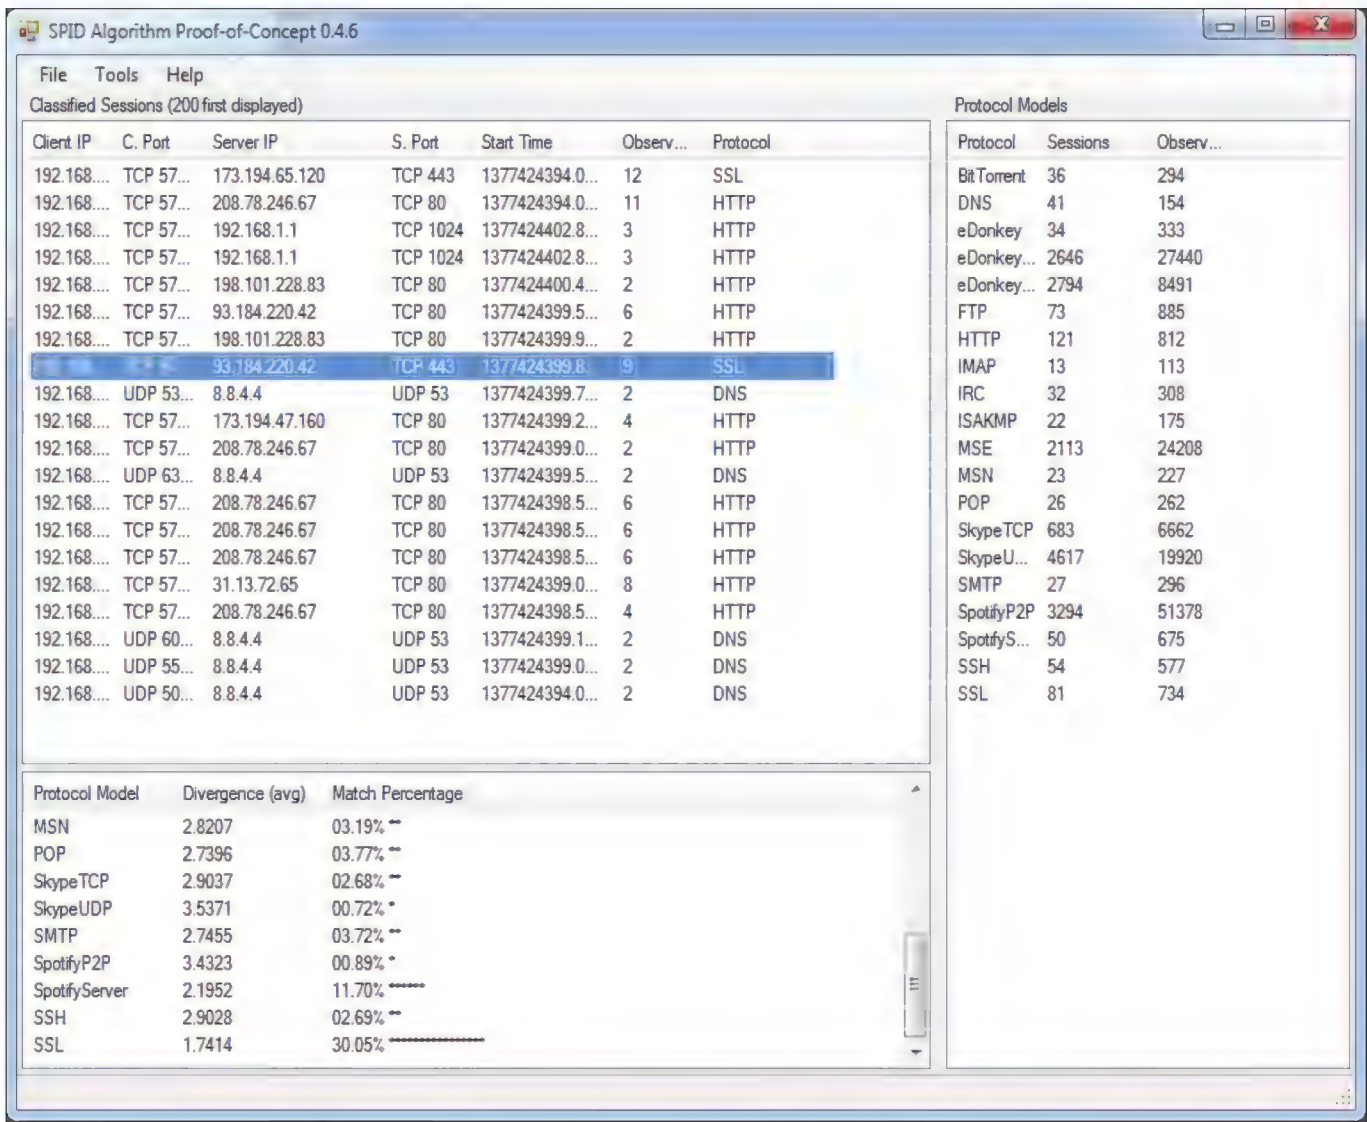 SPID Algorithm Proof-of-Concept 0.4.6
File Tools Help
Classified Sessions (200 first displayed)
Client IP C. Port Server IP S. Port Start Time Observ... Protocol
192.168.... TCP 57... 173.194.65.120 TCP 443 1377424394.0... 12 SSL
192.168.... TCP 57... 208.78.246.67 TCP 80 1377424394.0... 11 HTTP
192.168.... TCP 57... 192.168.1.1 TCP 1024 1377424402.8... 3 HTTP
192.168.... TCP 57... 192.168.1.1 TCP 1024 1377424402.8... 3 HTTP
192.168.... TCP 57... 198.101.228.83 TCP 80 1377424400.4... 2 HTTP
192.168.... TCP 57... 93.184.220.42 TCP 80 1377424399.5... 6 HTTP
192.168.... TCP 57... 198.101.228.83 TCP 80 1377424399.9... 2 HTTP
93.184.220.42 TCP 443 1377424399.8... 9 SSL
192.168.... UDP 53... 8.8.4.4 UDP 53 1377424399.7... 2 DNS
192.168.... TCP 57... 173.194.47.160 TCP 80 1377424399.2... 4 HTTP
192.168.... TCP 57... 208.78.246.67 TCP 80 1377424399.0... 2 HTTP
192.168.... UDP 63... 8.8.4.4 UDP 53 1377424399.5... 2 DNS
192.168.... TCP 57... 208.78.246.67 TCP 80 1377424398.5... 6 HTTP
192.168.... TCP 57... 208.78.246.67 TCP 80 1377424398.5... 6 HTTP
192.168.... TCP 57... 208.78.246.67 TCP 80 1377424398.5... 6 HTTP
192.168.... TCP 57... 31.13.72.65 TCP 80 1377424399.0... 8 HTTP
192.168.... TCP 57... 208.78.246.67 TCP 80 1377424398.5... 4 HTTP
192.168.... UDP 60... 8.8.4.4 UDP 53 1377424399.1... 2 DNS
192.168.... UDP 55... 8.8.4.4 UDP 53 1377424399.0... 2 DNS
192.168.... UDP 50... 8.8.4.4 UDP 53 1377424394.0... 2 DNS
Protocol Model Divergence (avg) Match Percentage
MSN 2.8207 03.19% **
POP 2.7396 03.77% **
SkypeTCP 2.9037 02.68% **
SkypeUDP 3.5371 00.72% *
SMTP 2.7455 03.72% **
SpotifyP2P 3.4323 00.89% *
SpotifyServer 2.1952 11.70% ******
SSH 2.9028 02.69% **
SSL 1.7414 30.05% ****************
Protocol Models
Protocol Sessions Observ...
BitTorrent 36 294
DNS 41 154
eDonkey 34 333
eDonkey... 2646 27440
eDonkey... 2794 8491
FTP 73 885
HTTP 121 812
IMAP 13 113
IRC 32 308
ISAKMP 22 175
MSE 2113 24208
MSN 23 227
POP 26 262
SkypeTCP 683 6662
SkypeU... 4617 19920
SMTP 27 296
SpotifyP2P 3294 51378
SpotifyS... 50 675
SSH 54 577
SSL 81 734